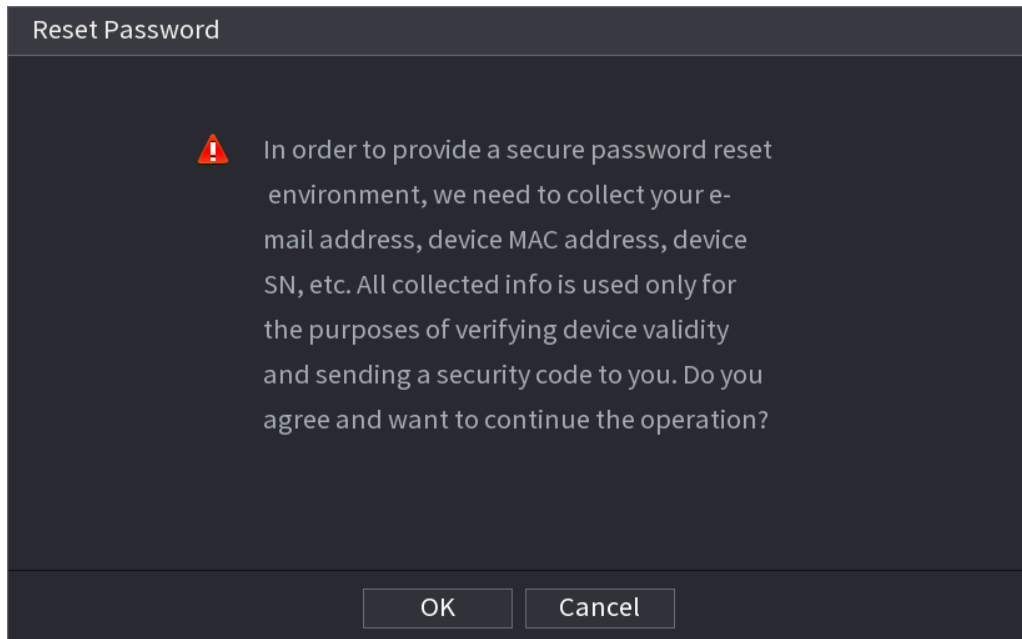 Reset Password
In order to provide a secure password reset
environment, we need to collect your e-
mail address, device MAC address, device
SN, etc. All collected info is used only for
the purposes of verifying device validity
and sending a security code to you. Do you
agree and want to continue the operation?
OK Cancel